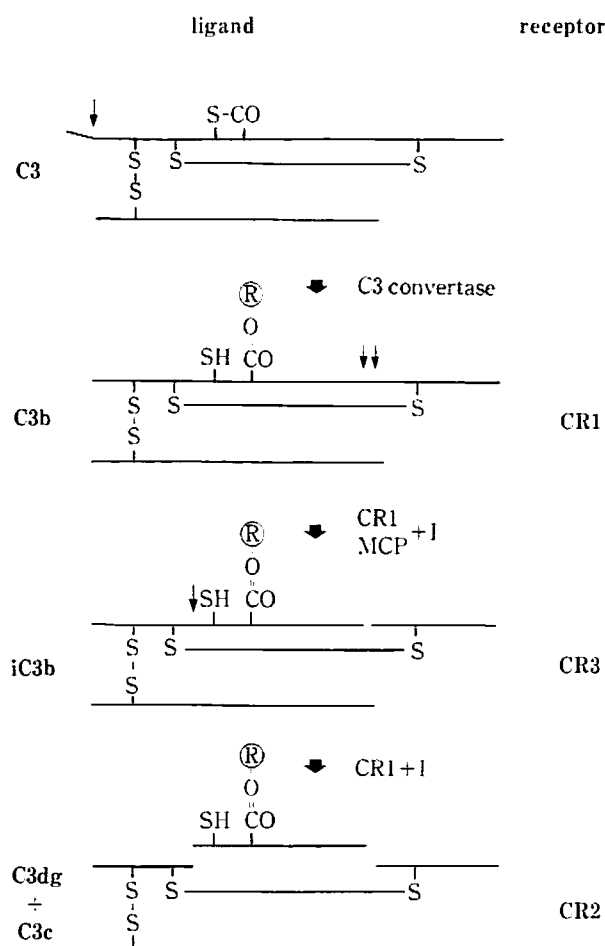 ligand receptor
S-CO
S S S
C3
S
R
C3 convertase
O
SH CO
S S S
C3b CR1
S
R
CR1
MCP +I
O
SH CO
S S S
iC3b CR3
S
R
CR1+I
O
SH CO
C3dg
S S S
÷
C3c
S
CR2